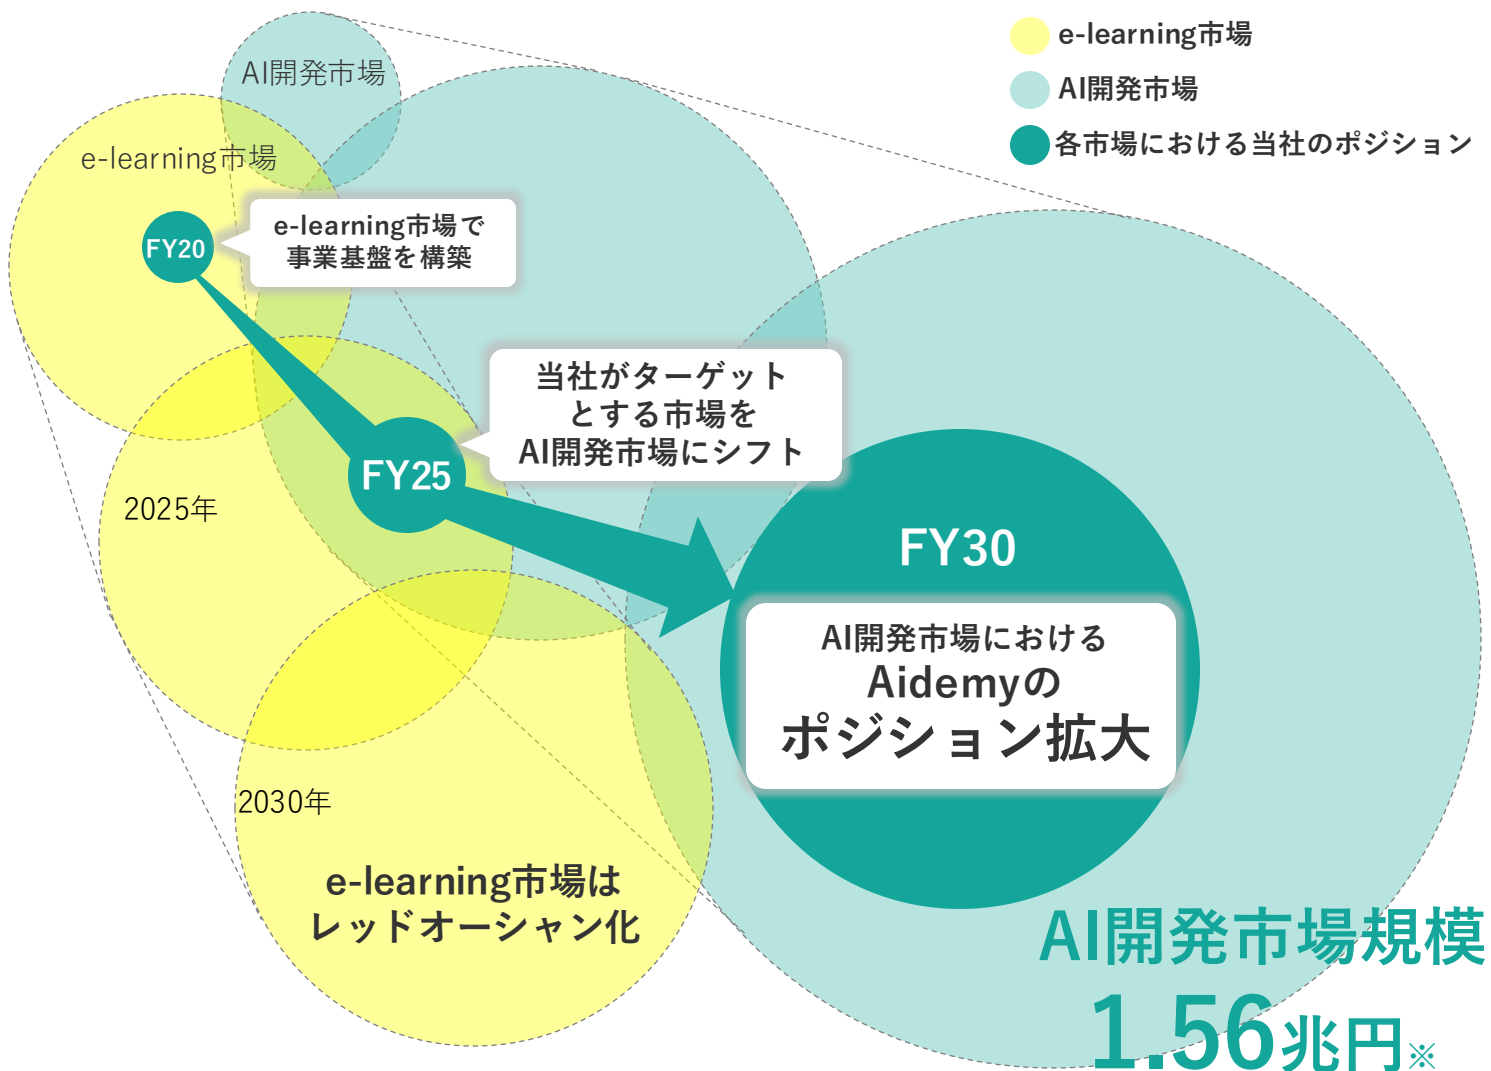 e-learning市場
AI開発市場
各市場における当社のポジション
AI開発市場
e-learning市場
FY20
e-learning市場で
事業基盤を構築
当社がターゲット
とする市場を
AI開発市場にシフト
FY25
2025年
FY30
AI開発市場における
Aidemyの
ポジション拡大
2030年
e-learning市場は
レッドオーシャン化
AI開発市場規模
1.56兆円※